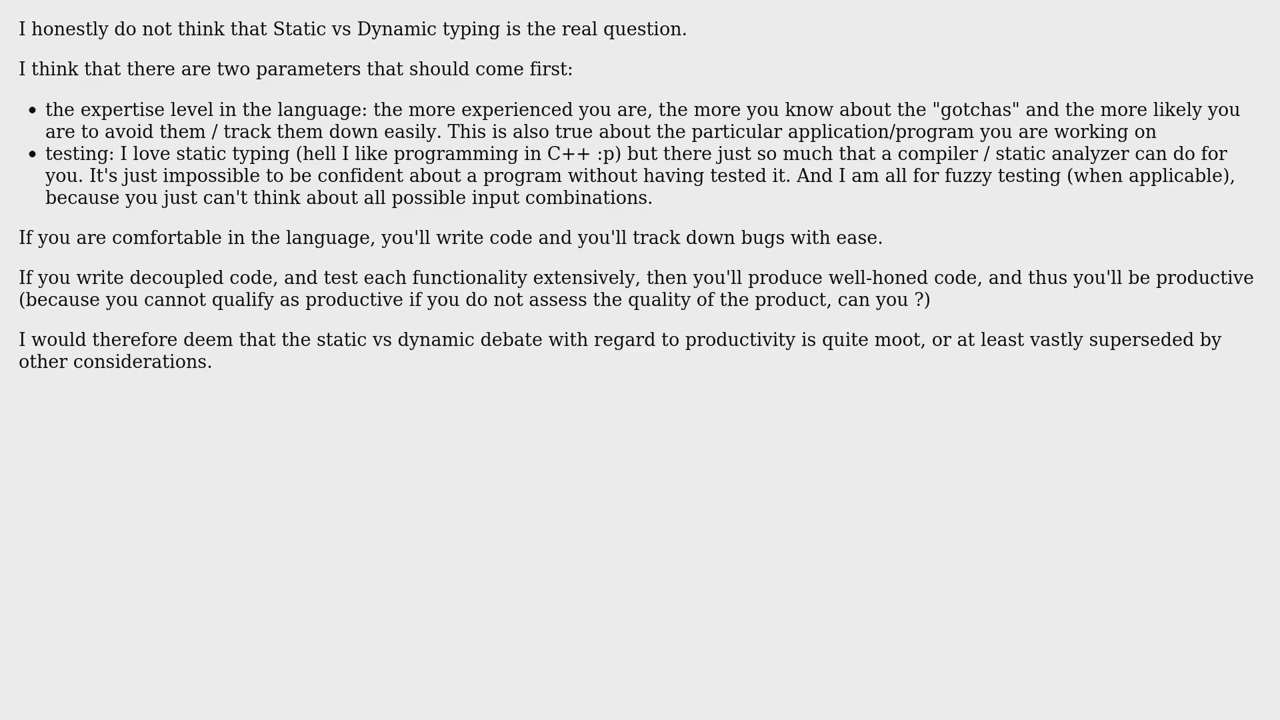 I honestly do not think that Static vs Dynamic typing is the real question.
I think that there are two parameters that should come first:
• the expertise level in the language: the more experienced you are, the more you know about the "gotchas" and the more likely you
are to avoid them / track them down easily. This is also true about the particular application/program you are working on
• testing: I love static typing (hell I like programming in C++ :p) but there just so much that a compiler / static analyzer can do for
you. It's just impossible to be confident about a program without having tested it. And I am all for fuzzy testing (when applicable),
because you just can't think about all possible input combinations.
If you are comfortable in the language, you'll write code and you'll track down bugs with ease.
If you write decoupled code, and test each functionality extensively, then you'll produce well-honed code, and thus you'll be productive
(because you cannot qualify as productive if you do not assess the quality of the product, can you ?)
I would therefore deem that the static vs dynamic debate with regard to productivity is quite moot, or at least vastly superseded by
other considerations.